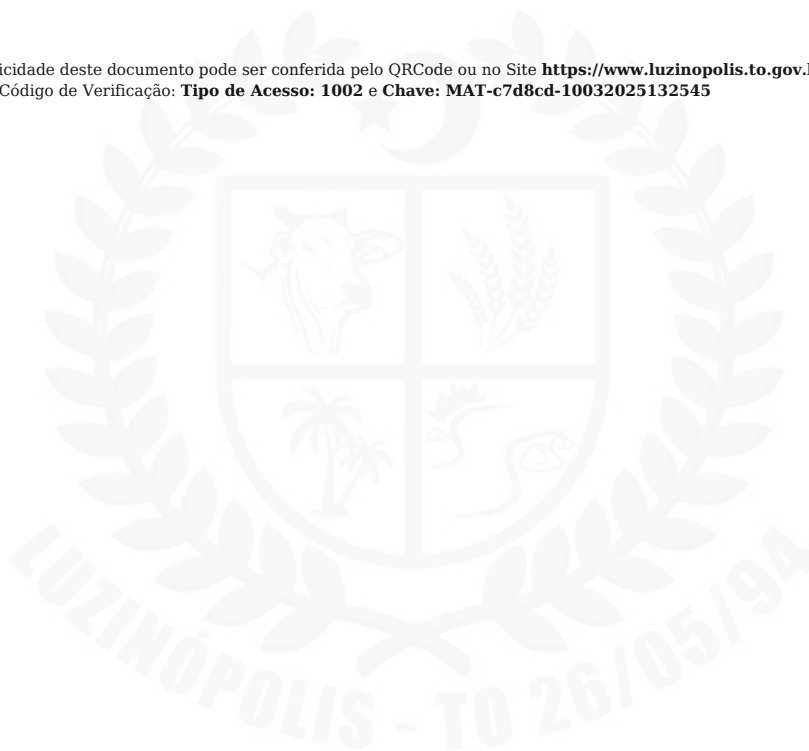 icidade deste documento pode ser conferida pelo QRCode ou no Site https://www.luzinopolis.to.gov.
Código de Verificação: Tipo de Acesso: 1002 e Chave: MAT-c7d8cd-10032025132545
LUZINÓPOLIS - TO 26/05/94